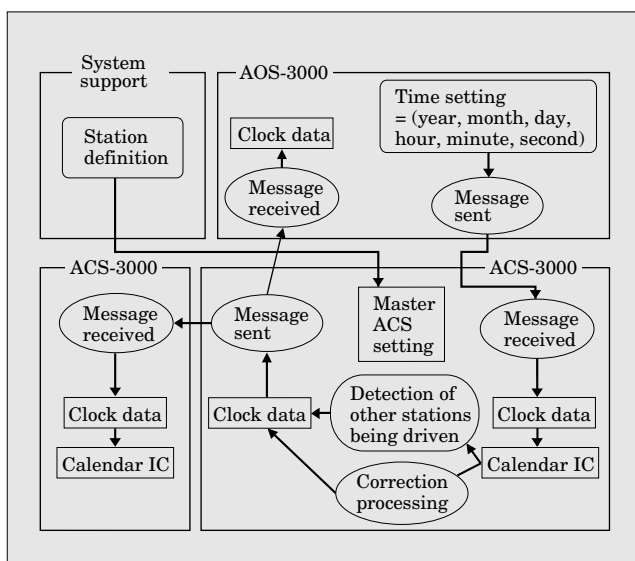 System
support
Station
definition
AOS-3000
Clock data
Message
received
Time setting
= (year, month, day,
hour, minute, second)
Message
sent
ACS-3000
Message
received
Clock data
Calendar IC
ACS-3000
Message
sent
Clock data
Master
ACS
setting
Detection of
other stations
being driven
Correction
processing
Message
received
Clock data
Calendar IC